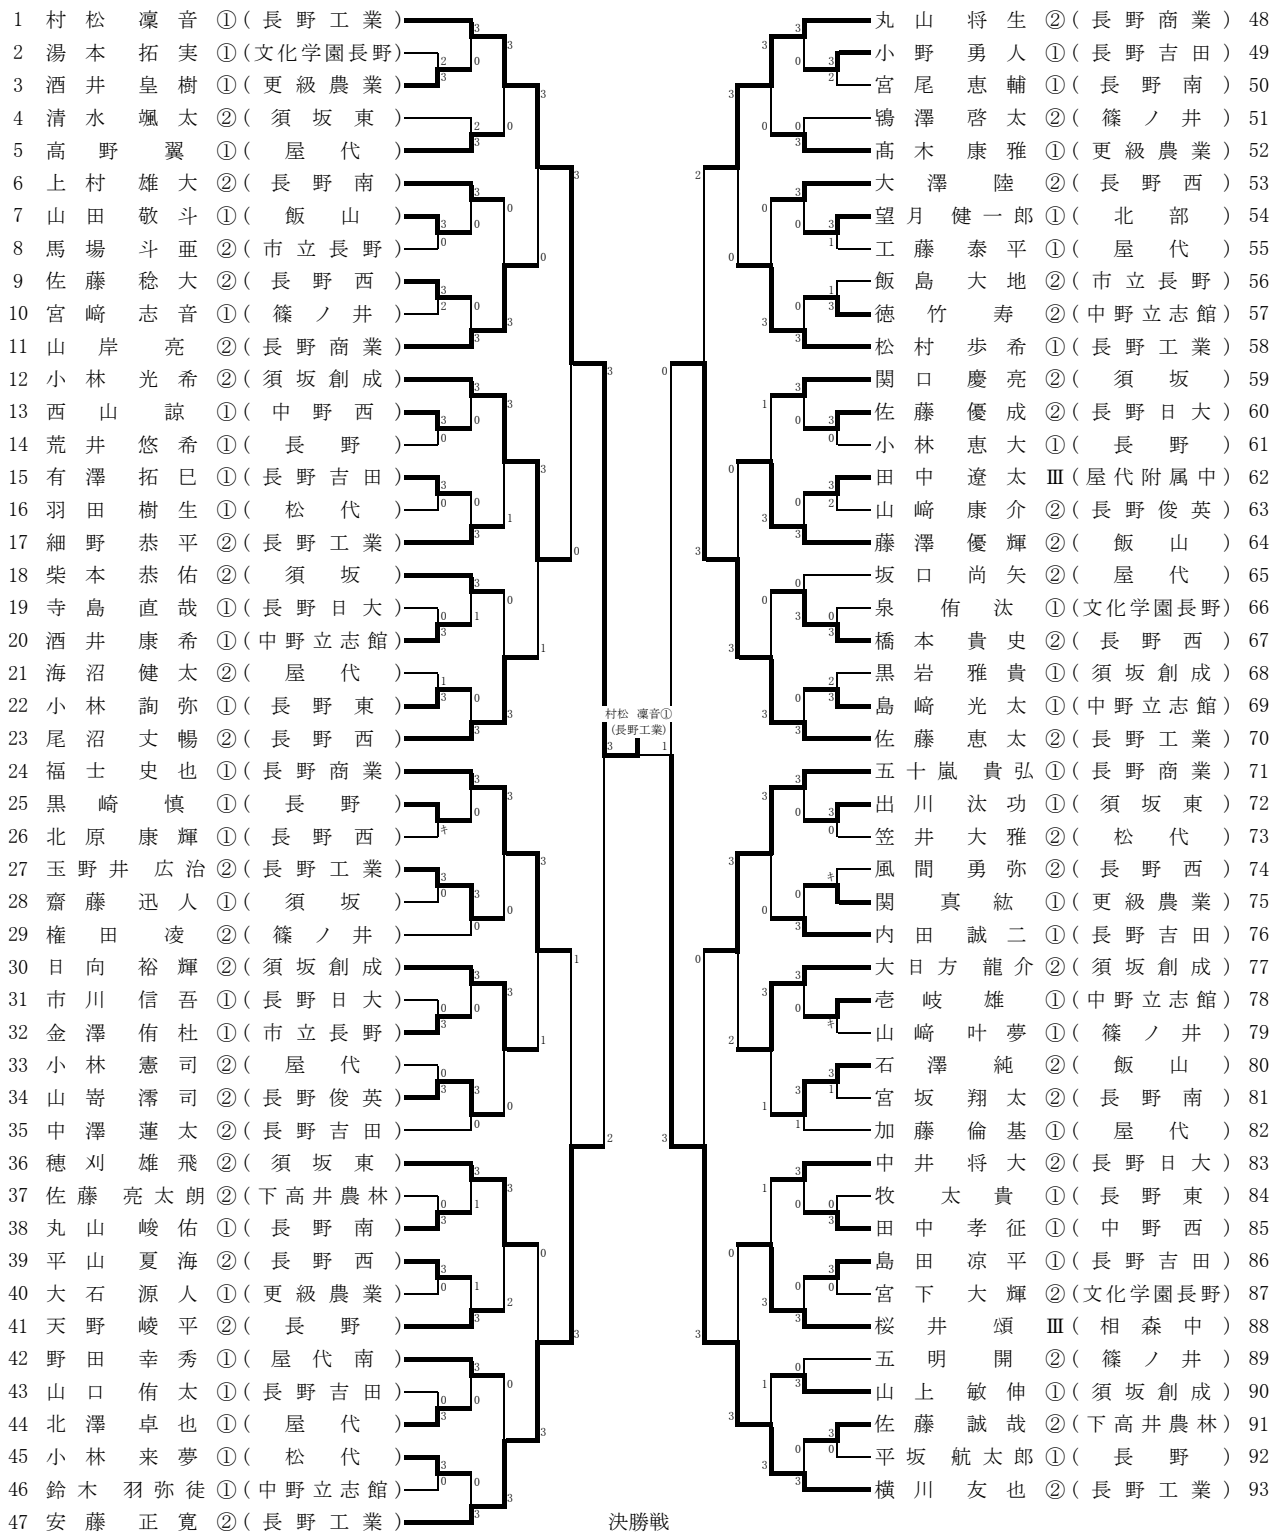 1 村松 凜音 ①(長野工業)
2 湯本 拓実 ①(文化学園長野)
3 酒井 皇樹 ①(更級農業)
4 清水 颯太 ②(須坂東)
5 高野 翼 ①(屋代)
6 上村 雄大 ②(長野南)
7 山田 敬斗 ①(飯山)
8 馬場 斗亜 ②(市立長野)
9 佐藤 稔大 ②(長野西)
10 宮﨑 志音 ①(篠ノ井)
11 山岸 亮 ②(長野商業)
12 小林 光希 ②(須坂創成)
13 西山 諒 ①(中野西)
14 荒井 悠希 ①(長野)
15 有澤 拓巳 ①(長野吉田)
16 羽田 樹生 ①(松代)
17 細野 恭平 ②(長野工業)
18 柴本 恭佑 ②(須坂)
19 寺島 直哉 ①(長野日大)
20 酒井 康希 ①(中野立志館)
21 海沼 健太 ②(屋代)
22 小林 詢弥 ①(長野東)
23 尾沼 丈暢 ②(長野西)
24 福士 史也 ①(長野商業)
25 黒崎 慎 ①(長野)
26 北原 康輝 ①(長野西)
27 玉野井 広治 ②(長野工業)
28 齋藤 迅人 ①(須坂)
29 権田 凌 ②(篠ノ井)
30 日向 裕輝 ②(須坂創成)
31 市川 信吾 ①(長野日大)
32 金澤 侑杜 ①(市立長野)
33 小林 憲司 ②(屋代)
34 山嵜 澪司 ②(長野俊英)
35 中澤 蓮太 ②(長野吉田)
36 穂刈 雄飛 ②(須坂東)
37 佐藤 亮太朗 ②(下高井農林)
38 丸山 峻佑 ①(長野南)
39 平山 夏海 ②(長野西)
40 大石 源人 ①(更級農業)
41 天野 崚平 ②(長野)
42 野田 幸秀 ①(屋代南)
43 山口 侑太 ①(長野吉田)
44 北澤 卓也 ①(屋代)
45 小林 来夢 ①(松代)
46 鈴木 羽弥徒 ①(中野立志館)
47 安藤 正寛 ②(長野工業)
村松 凜音①
(長野工業)
3 1
決勝戦
丸山 将生 ②(長野商業) 48
小野 勇人 ①(長野吉田) 49
宮尾 恵輔 ①(長野南) 50
鴇澤 啓太 ②(篠ノ井) 51
髙木 康雅 ①(更級農業) 52
大澤 陸 ②(長野西) 53
望月 健一郎 ①(北部) 54
工藤 泰平 ①(屋代) 55
飯島 大地 ②(市立長野) 56
徳竹 寿 ②(中野立志館) 57
松村 歩希 ①(長野工業) 58
関口 慶亮 ②(須坂) 59
佐藤 優成 ②(長野日大) 60
小林 恵大 ①(長野) 61
田中 遼太 Ⅲ(屋代附属中) 62
山﨑 康介 ②(長野俊英) 63
藤澤 優輝 ②(飯山) 64
坂口 尚矢 ②(屋代) 65
泉 侑汰 ①(文化学園長野) 66
橋本 貴史 ②(長野西) 67
黒岩 雅貴 ①(須坂創成) 68
島﨑 光太 ①(中野立志館) 69
佐藤 恵太 ②(長野工業) 70
五十嵐 貴弘 ①(長野商業) 71
出川 汰功 ①(須坂東) 72
笠井 大雅 ②(松代) 73
風間 勇弥 ②(長野西) 74
関 真紘 ①(更級農業) 75
内田 誠二 ①(長野吉田) 76
大日方 龍介 ②(須坂創成) 77
壱岐 雄 ①(中野立志館) 78
山﨑 叶夢 ①(篠ノ井) 79
石澤 純 ②(飯山) 80
宮坂 翔太 ②(長野南) 81
加藤 倫基 ①(屋代) 82
中井 将大 ②(長野日大) 83
牧 太貴 ①(長野東) 84
田中 孝征 ①(中野西) 85
島田 凉平 ①(長野吉田) 86
宮下 大輝 ②(文化学園長野) 87
桜井 頌 Ⅲ(相森中) 88
五明 開 ②(篠ノ井) 89
山上 敏伸 ①(須坂創成) 90
佐藤 誠哉 ②(下高井農林) 91
平坂 航太郎 ①(長野) 92
横川 友也 ②(長野工業) 93